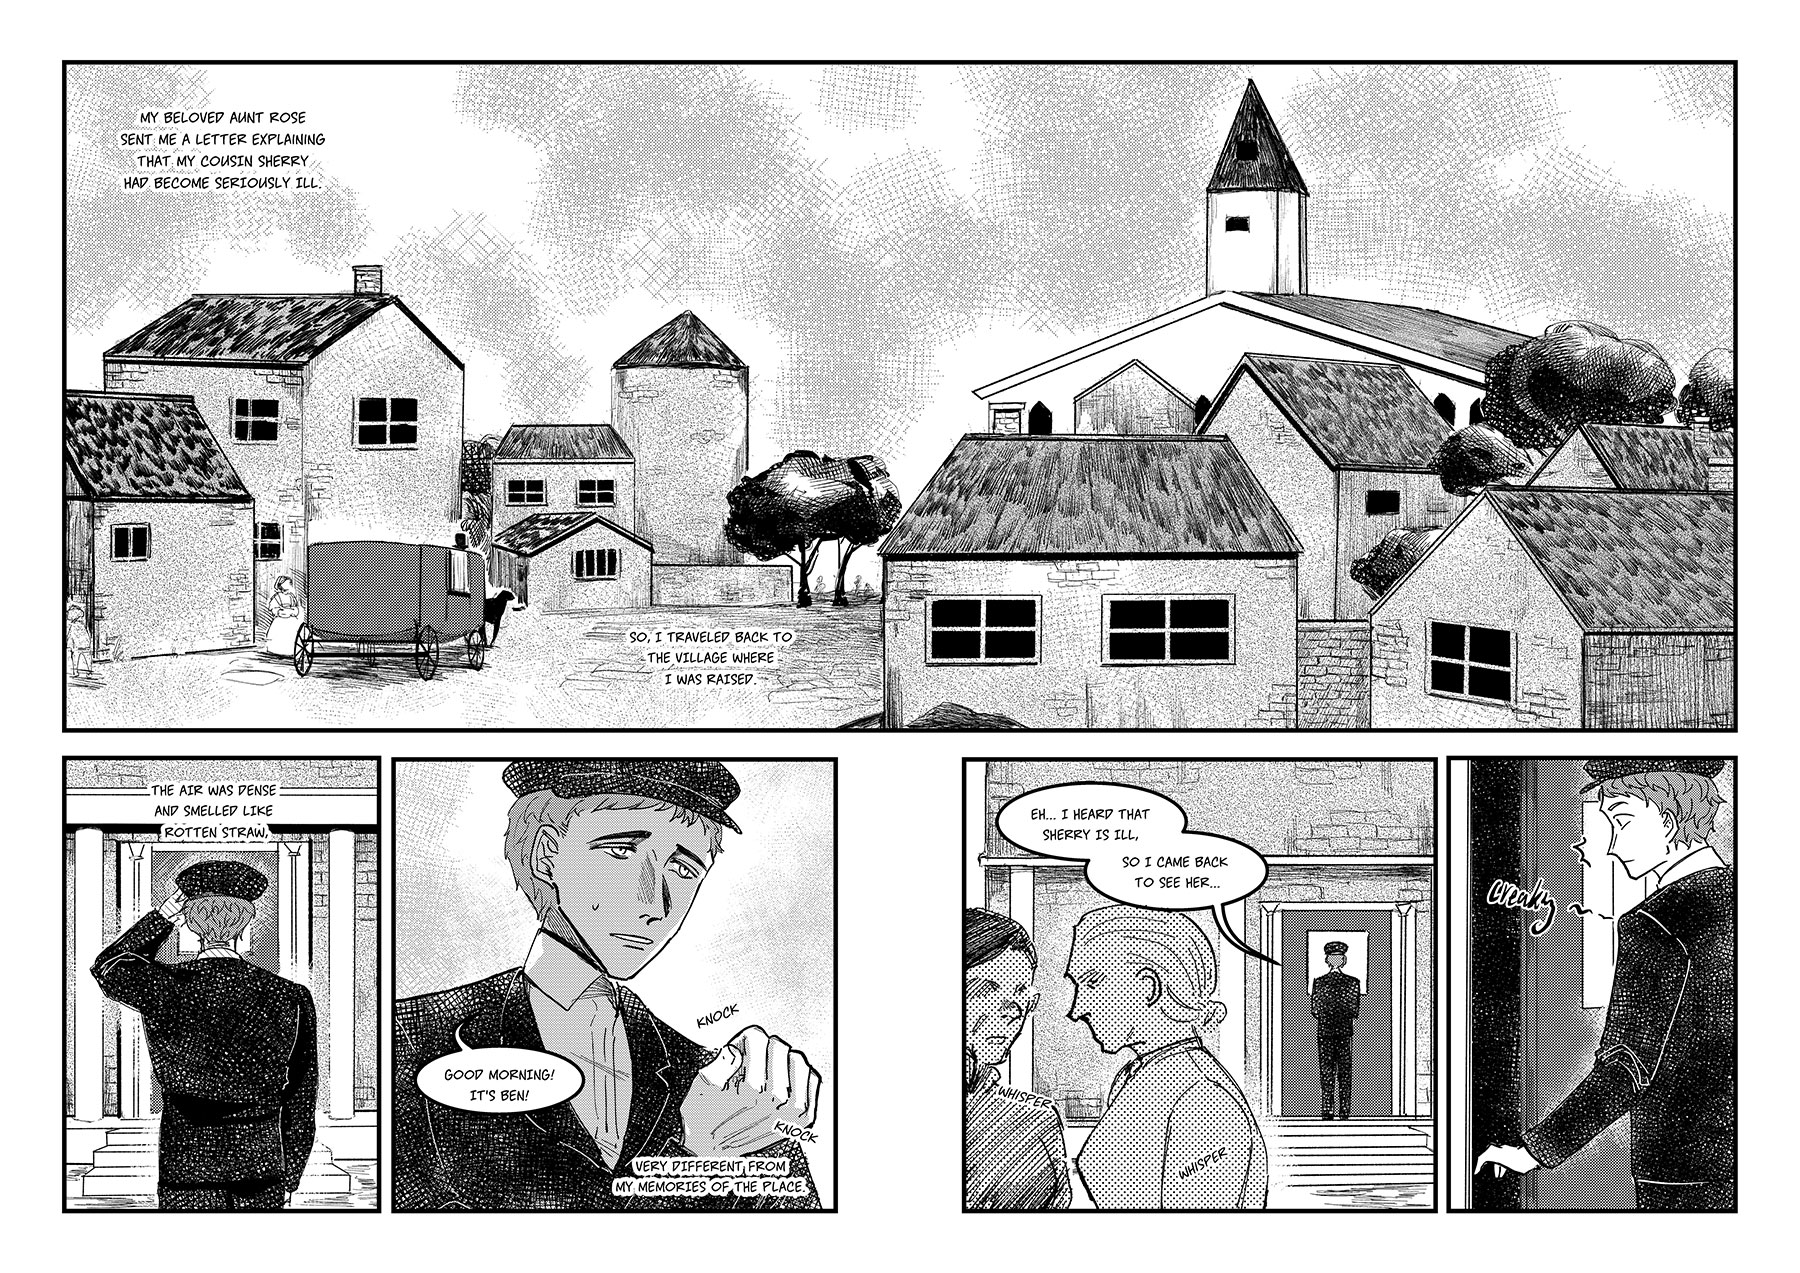 MY BELOVED AUNT ROSE
SENT ME A LETTER EXPLAINING
THAT MY COUSIN SHERRY
HAD BECOME SERIOUSLY ILL.
SO, I TRAVELED BACK TO
THE VILLAGE WHERE
I WAS RAISED.
THE AIR WAS DENSE
AND SMELLED LIKE
ROTTEN STRAW,
KNOCK
GOOD MORNING!
IT'S BEN!
KNOCK
VERY DIFFERENT FROM
MY MEMORIES OF THE PLACE.
EH... I HEARD THAT
SHERRY IS ILL,
SO I CAME BACK
TO SEE HER...
WHISPER
WHISPER
creaky